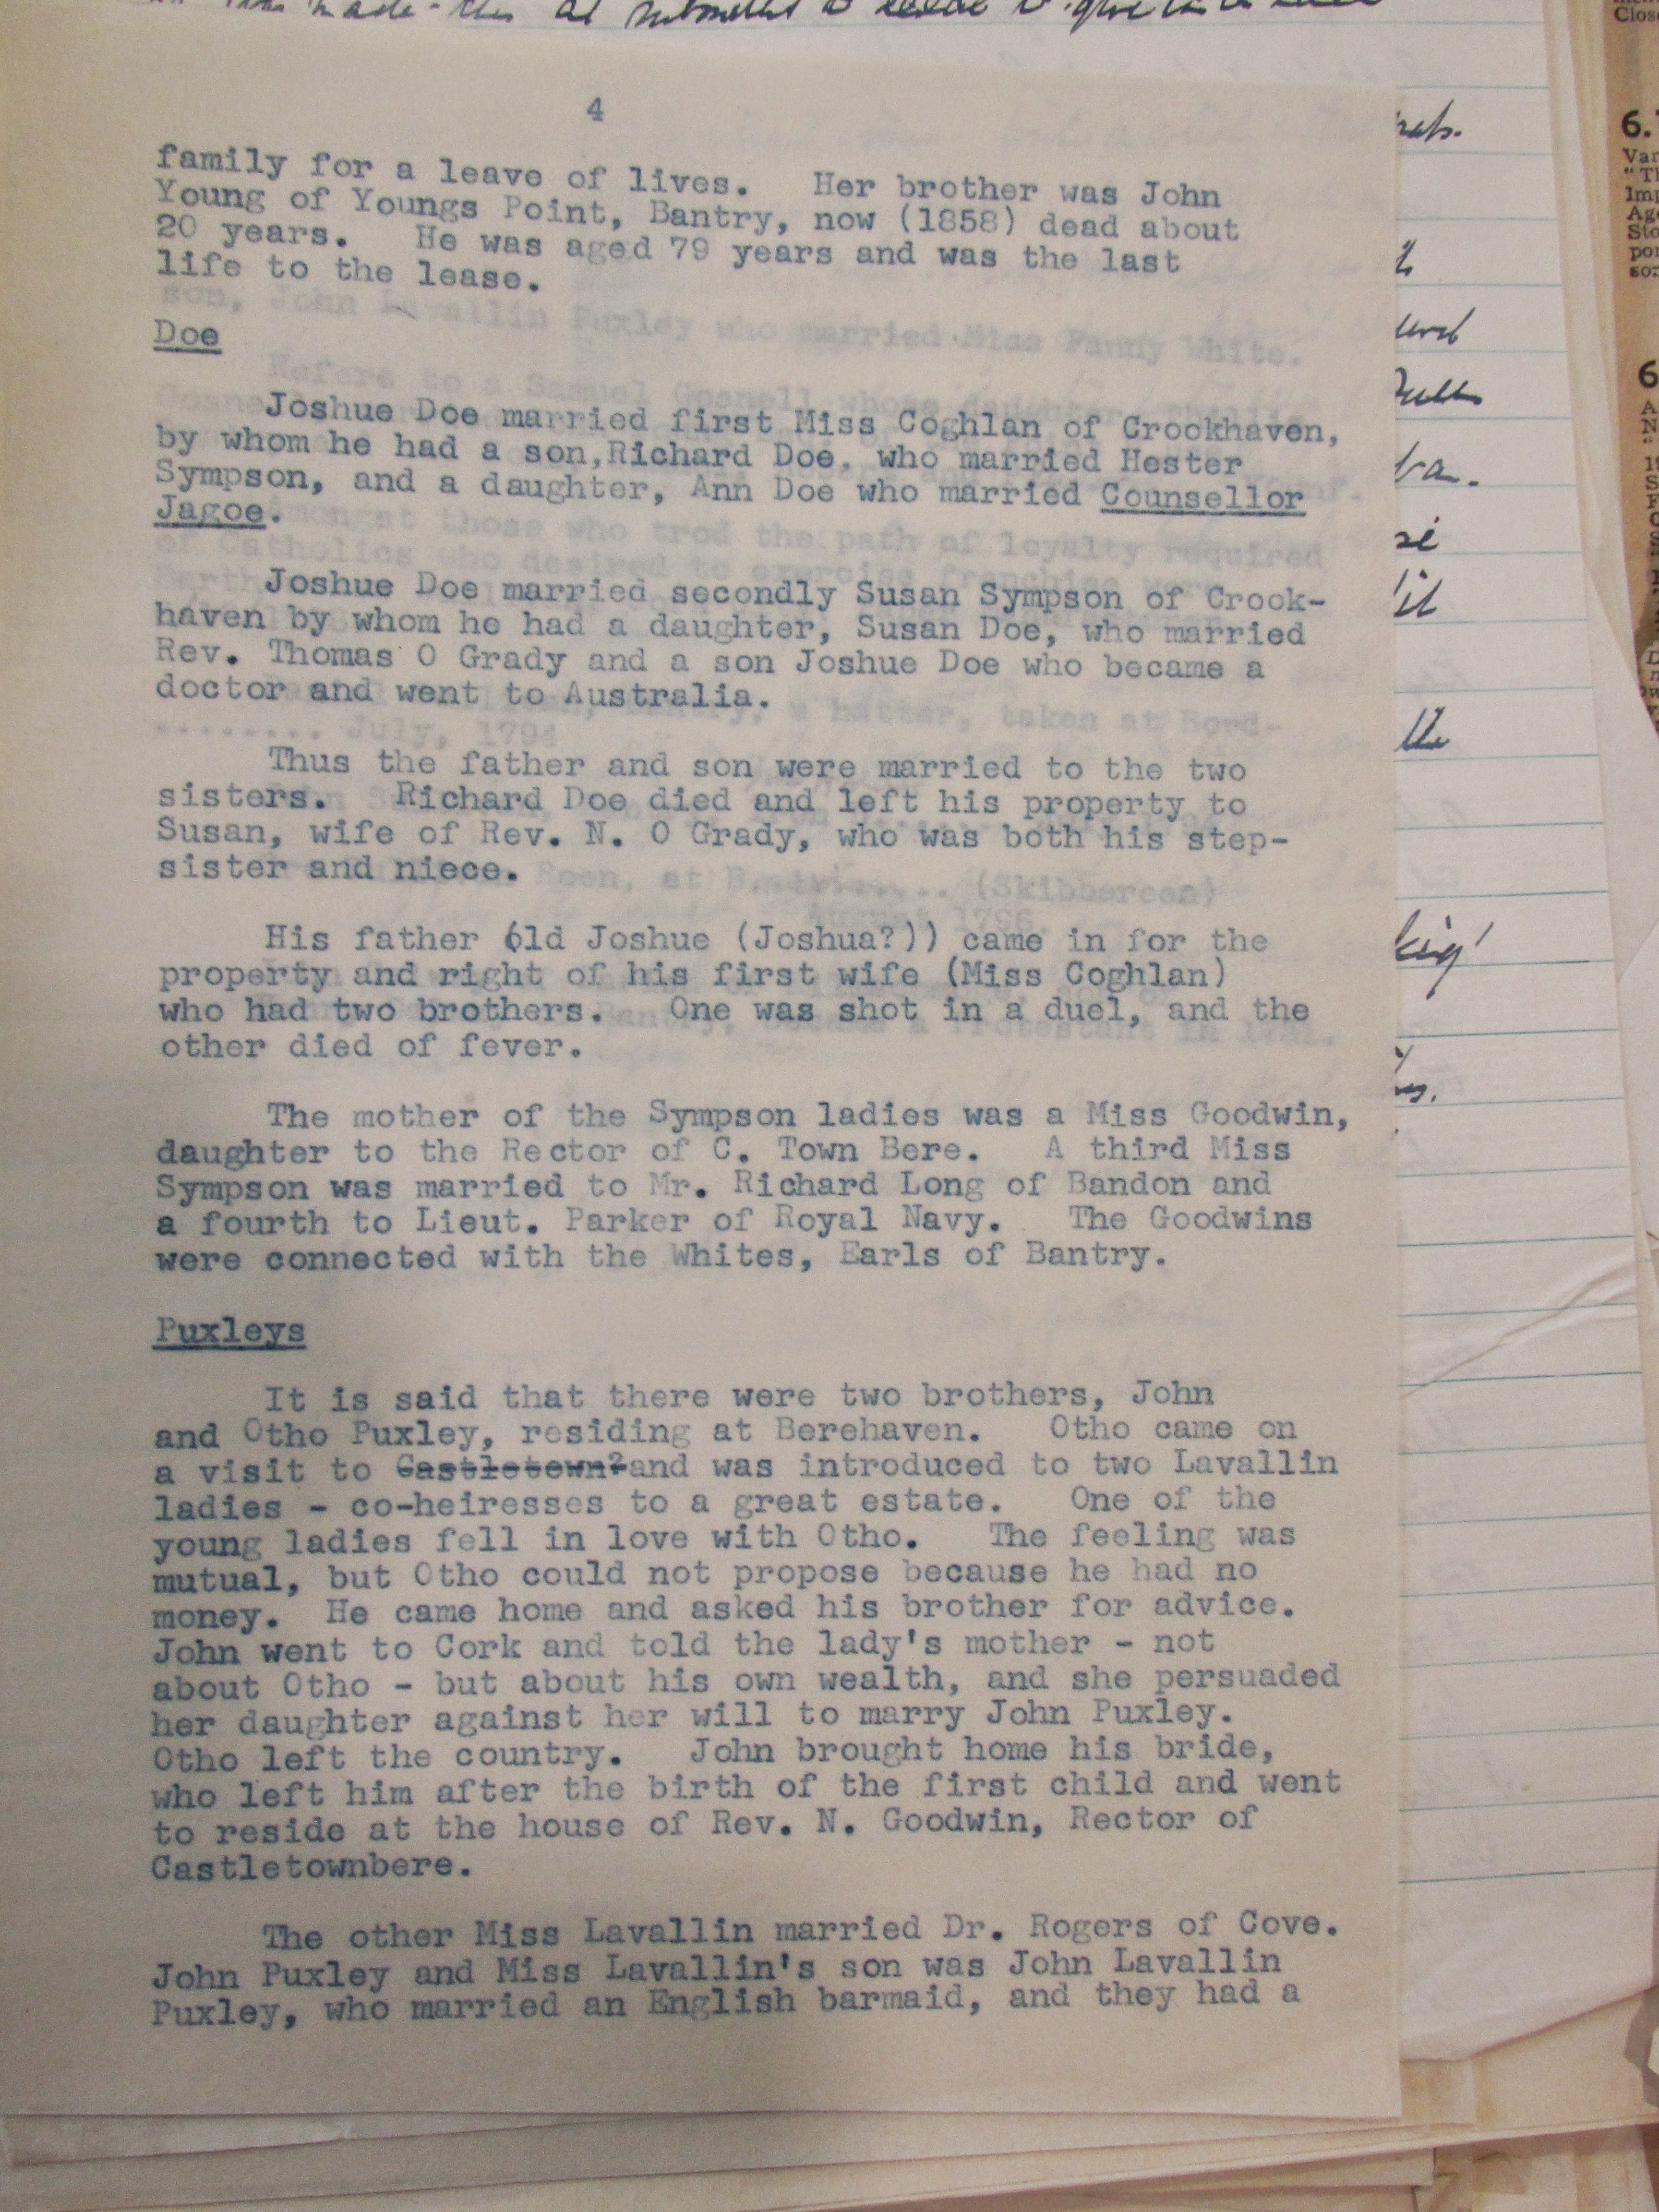 4
family for a leave of lives. Her brother was John
Young of Youngs Point, Bantry, now (1858) dead about
20 years. He was aged 79 years and was the last
life to the lease.
son, John Lavallin Puxley who married Miss Fanny White.
Doe
Joshue Doe married first Miss Coghlan of Crookhaven,
by whom he had a son,Richard Doe, who married Hester
Sympson, and a daughter, Ann Doe who married Counsellor
Jagoe.
Joshue Doe married secondly Susan Sympson of Crook-
haven by whom he had a daughter, Susan Doe, who married
Rev. Thomas O Grady and a son Joshue Doe who became a
doctor and went to Australia.
Thus the father and son were married to the two
sisters. Richard Doe died and left his property to
Susan, wife of Rev. N. O Grady, who was both his step-
sister and niece.
His father (old Joshue (Joshua?)) came in for the
property and right of his first wife (Miss Coghlan)
who had two brothers. One was shot in a duel, and the
other died of fever.
The mother of the Sympson ladies was a Miss Goodwin,
daughter to the Rector of C. Town Bere. A third Miss
Sympson was married to Mr. Richard Long of Bandon and
a fourth to Lieut. Parker of Royal Navy. The Goodwins
were connected with the Whites, Earls of Bantry.
Puxleys
It is said that there were two brothers, John
and Otho Puxley, residing at Berehaven. Otho came on
a visit to Castletown? and was introduced to two Lavallin
ladies - co-heiresses to a great estate. One of the
young ladies fell in love with Otho. The feeling was
mutual, but Otho could not propose because he had no
money. He came home and asked his brother for advice.
John went to Cork and told the lady's mother - not
about Otho - but about his own wealth, and she persuaded
her daughter against her will to marry John Puxley.
Otho left the country. John brought home his bride,
who left him after the birth of the first child and went
to reside at the house of Rev. N. Goodwin, Rector of
Castletownbere.
The other Miss Lavallin married Dr. Rogers of Cove.
John Puxley and Miss Lavallin's son was John Lavallin
Puxley, who married an English barmaid, and they had a